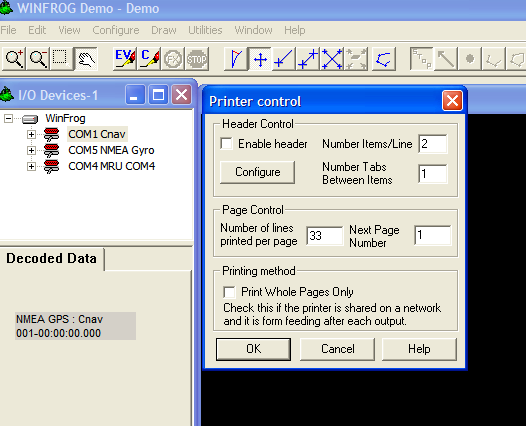 WINFROG Demo - Demo
File View Configure Draw Utilities Window Help
EV C FX STOP STOP
I/O Devices-1
WinFrog
COM1 Cnav
COM5 NMEA Gyro
COM4 MRU COM4
Decoded Data
NMEA GPS : Cnav
001-00:00:00.000
Printer control
Header Control
Enable header
Number Items/Line 2
Configure
Number Tabs
Between Items 1
Page Control
Number of lines
printed per page 33
Next Page
Number 1
Printing method
Print Whole Pages Only
Check this if the printer is shared on a network
and it is form feeding after each output.
OK Cancel Help